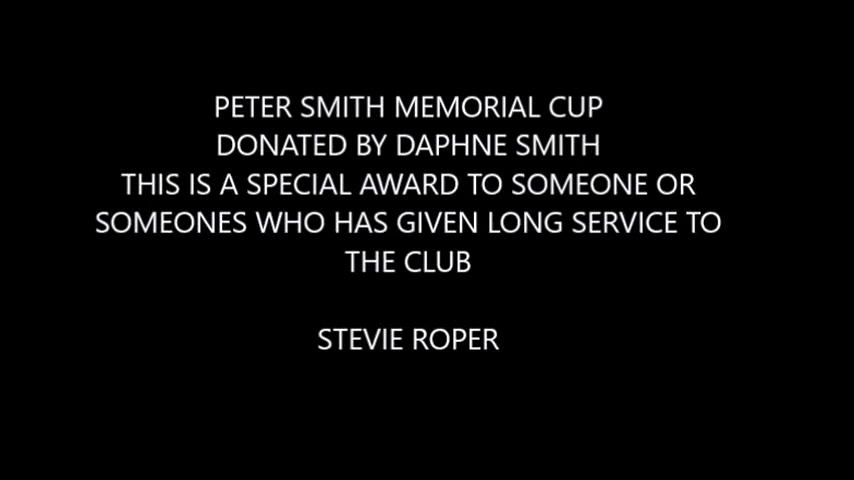 PETER SMITH MEMORIAL CUP
DONATED BY DAPHNE SMITH
THIS IS A SPECIAL AWARD TO SOMEONE OR
SOMEONES WHO HAS GIVEN LONG SERVICE TO
THE CLUB
STEVIE ROPER